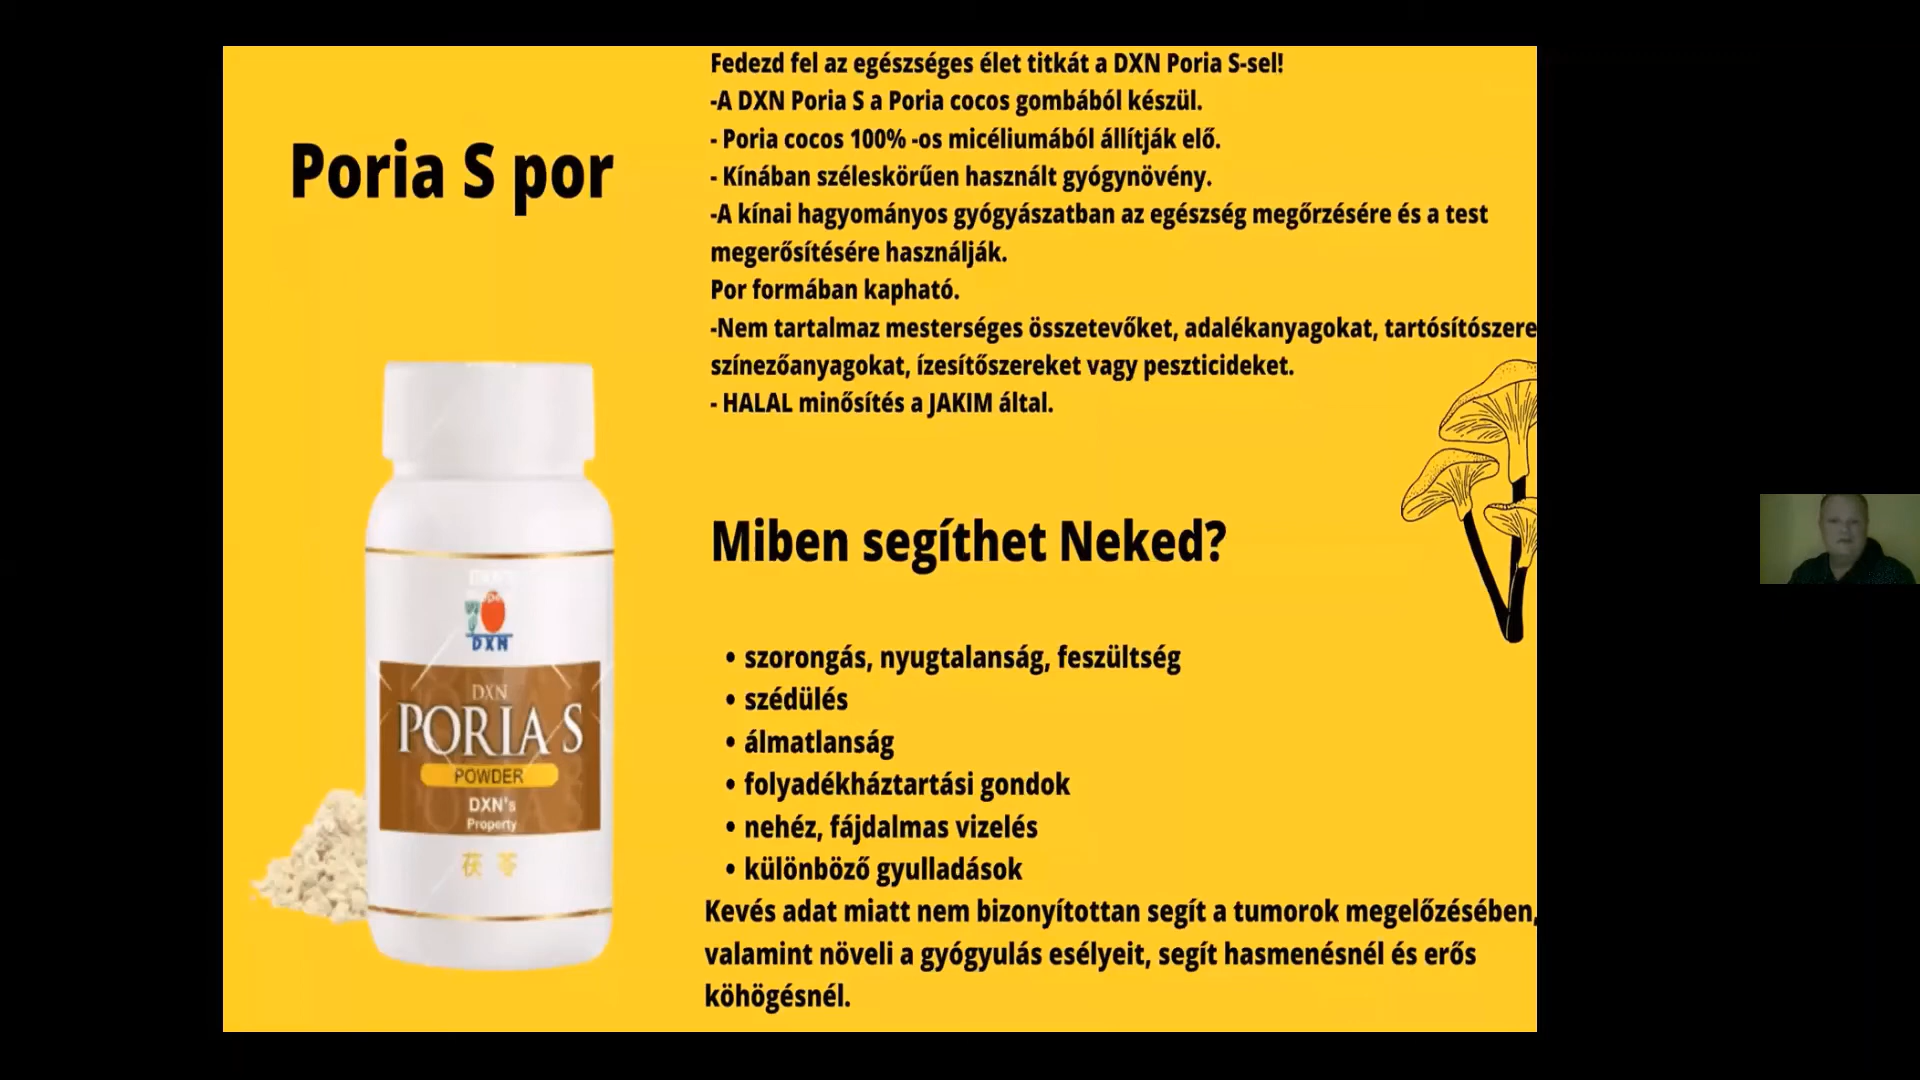 Poria S por
Fedezd fel az egészséges élet titkát a DXN Poria S-sel!
-A DXN Poria S a Poria cocos gombából készül.
- Poria cocos 100% -os micéliumából állítják elő.
- Kínában széleskörűen használt gyógynövény.
-A kínai hagyományos gyógyászatban az egészség megőrzésére és a test
megerősítésére használják.
Por formában kapható.
-Nem tartalmaz mesterséges összetevőket, adalékanyagokat, tartósítószere
színezőanyagokat, ízesítőszereket vagy peszticideket.
- HALAL minősítés a JAKIM által.
Miben segíthet Neked?
• szorongás, nyugtalanság, feszültség
• szédülés
• álmatlanság
• folyadékháztartási gondok
• nehéz, fájdalmas vizelés
• különböző gyulladások
Kevés adat miatt nem bizonyítottan segít a tumorok megelőzésében,
valamint növeli a gyógyulás esélyeit, segít hasmenésnél és erős
köhögésnél.
DXN
DXN
PORIA S
POWDER
DXN's
Property
茯苓